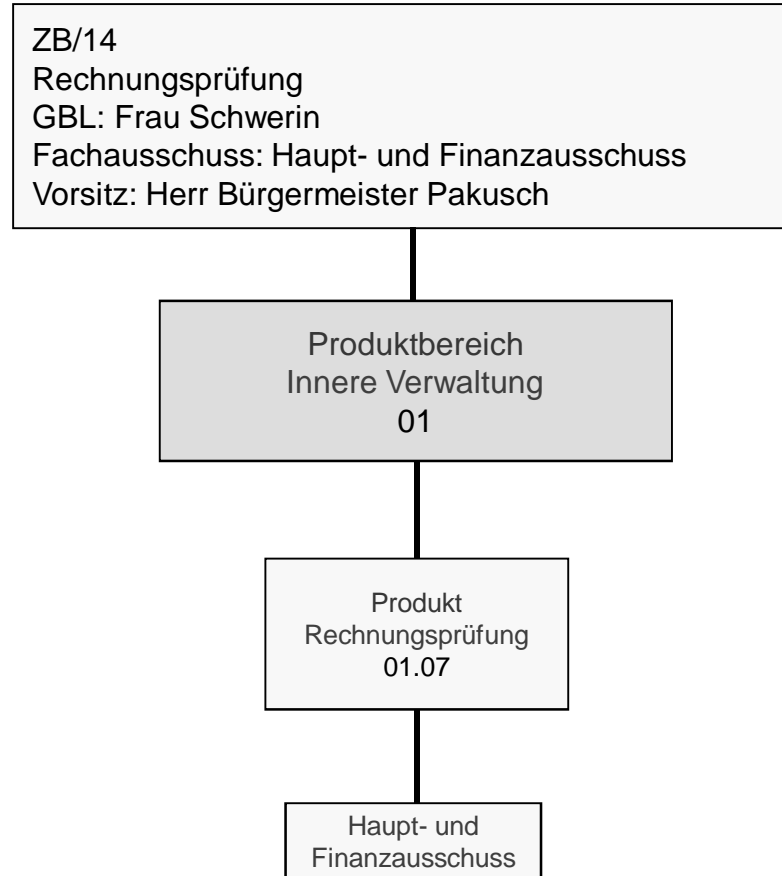 ZB/14
Rechnungsprüfung
GBL: Frau Schwerin
Fachausschuss: Haupt- und Finanzausschuss
Vorsitz: Herr Bürgermeister Pakusch
Produktbereich
Innere Verwaltung
01
Produkt
Rechnungsprüfung
01.07
Haupt- und
Finanzausschuss